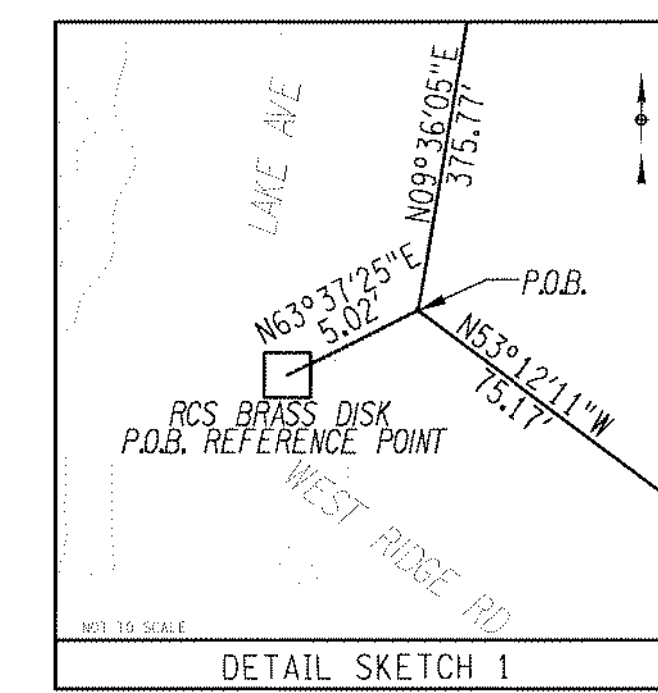 LAKE AVE
N09°36'05"E
375.77'
N63°37'25"E
5.02'
P.O.B.
N53°12'11"W
75.17'
RCS BRASS DISK
P.O.B. REFERENCE POINT
WEST RIDGE RD
NOT TO SCALE
DETAIL SKETCH 1